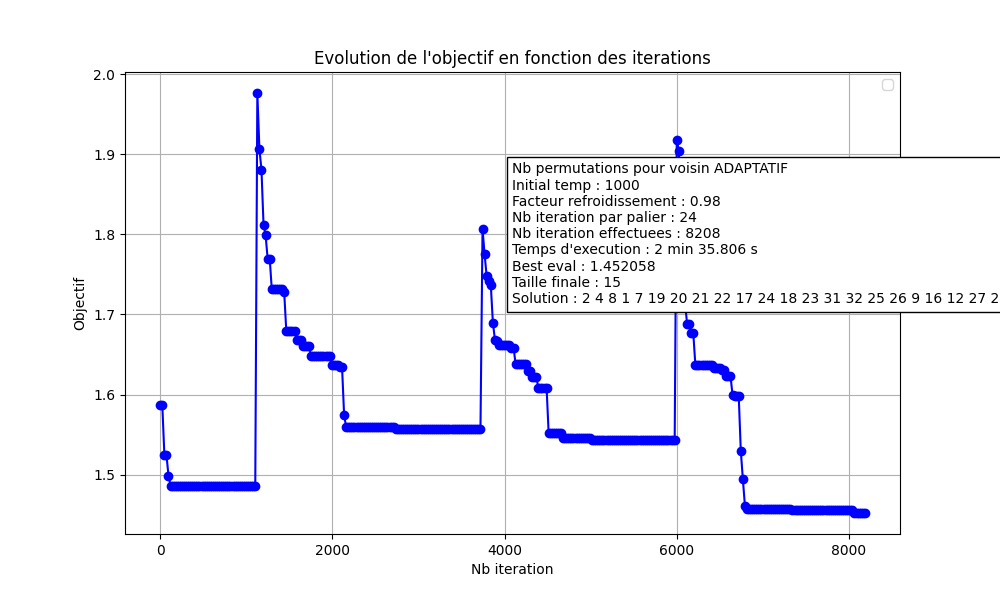 Evolution de l'objectif en fonction des iterations
2.0
1.9
1.8
1.7
1.6
1.5
Objectif
Nb permutations pour voisin ADAPTATIF
Initial temp : 1000
Facteur refroidissement : 0.98
Nb iteration par palier : 24
Nb iteration effectuees : 8208
Temps d'execution : 2 min 35.806 s
Best eval : 1.452058
Taille finale : 15
Solution : 2 4 8 1 7 19 20 21 22 17 24 18 23 31 32 25 26 9 16 12 27 2
0 2000 4000 6000 8000
Nb iteration